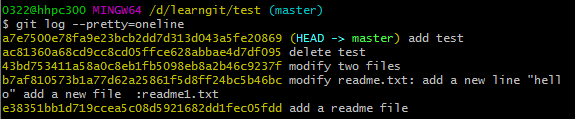 0322@hhpc300 MINGW64 /d/learngit/test (master)
$ git log --pretty=oneline
a7e7500e78fa9e23bcb2dd7d313d043a5fe20869 (HEAD -> master) add test
ac81360a68cd9cc8cd05ffce628abbae4d7df095 delete test
43bd753411a58a0c8eb1fb5098eb8a2b46c9237f modify two files
b7af810573b1a77d62a25861f5d8ff24bc5b46bc modify readme.txt: add a new line "hell
o" add a new file  :readme1.txt
e38351bb1d719ccea5c08d5921682dd1fec05fdd add a readme file